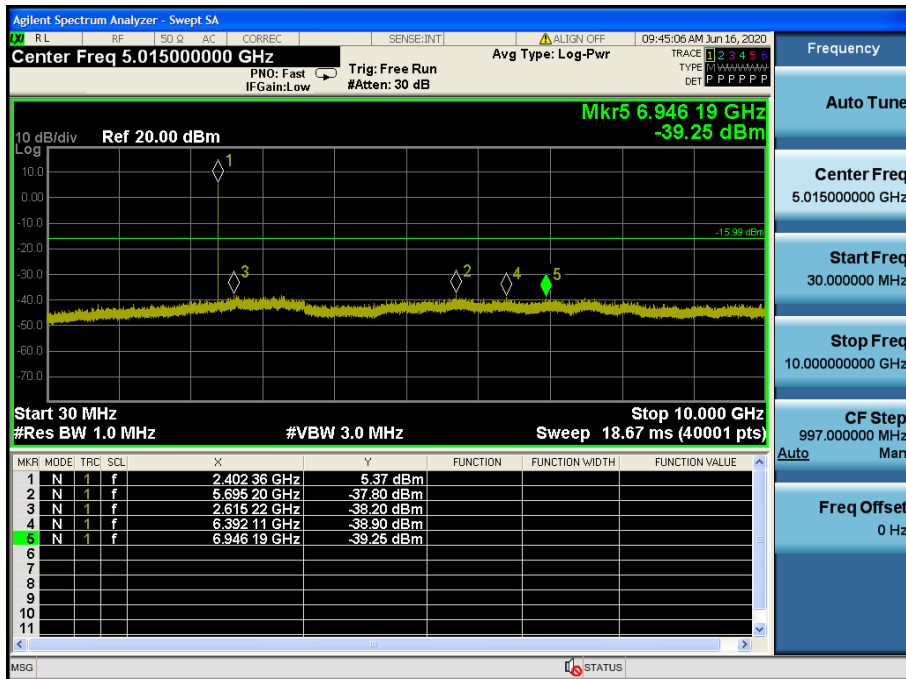 Agilent Spectrum Analyzer - Swept SA
LXI RL RF 50 Ω AC CORREC SENSE:INT ALIGN OFF 09:45:06 AM Jun 16, 2020
Center Freq 5.015000000 GHz
PNO: Fast
IFGain:Low
Trig: Free Run
#Atten: 30 dB
Avg Type: Log-Pwr
TRACE 1 2 3 4 5 6
TYPE M WWWWW
DET P P P P P P
Mkr5 6.946 19 GHz
-39.25 dBm
10 dB/div Ref 20.00 dBm
Log
10.0
0.00
-10.0
-20.0
-30.0
-40.0
-50.0
-60.0
-70.0
1
3
2
4
5
-15.99 dBm
Start 30 MHz Stop 10.000 GHz
#Res BW 1.0 MHz #VBW 3.0 MHz Sweep 18.67 ms (40001 pts)
MKR MODE TRC SCL X Y FUNCTION FUNCTION WIDTH FUNCTION VALUE
1 N 1 f 2.402 36 GHz 5.37 dBm
2 N 1 f 5.695 20 GHz -37.80 dBm
3 N 1 f 2.615 22 GHz -38.20 dBm
4 N 1 f 6.392 11 GHz -38.90 dBm
5 N 1 f 6.946 19 GHz -39.25 dBm
6
7
8
9
10
11
MSG STATUS
Frequency
Auto Tune
Center Freq
5.015000000 GHz
Start Freq
30.000000 MHz
Stop Freq
10.000000000 GHz
CF Step
997.000000 MHz
Auto Man
Freq Offset
0 Hz